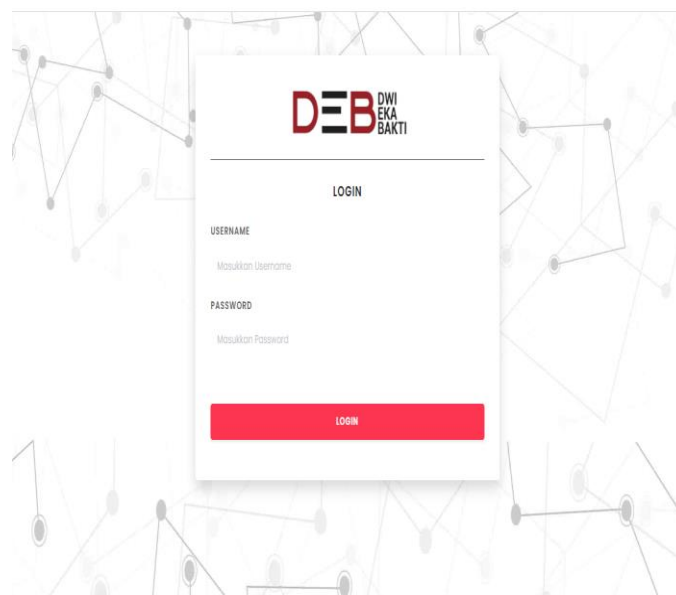 DEB DWI
EKA
BAKTI
LOGIN
USERNAME
Masukkan Username
PASSWORD
Masukkan Password
LOGIN